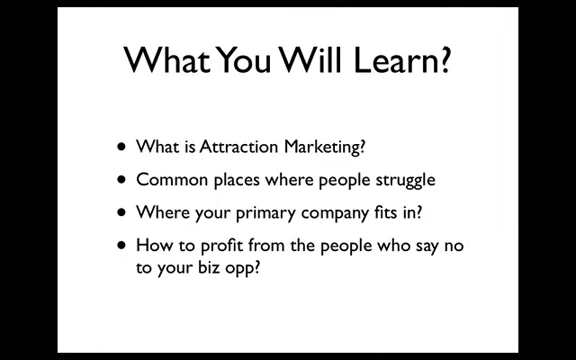 What You Will Learn?
• What is Attraction Marketing?
• Common places where people struggle
• Where your primary company fits in?
• How to profit from the people who say no
to your biz opp?